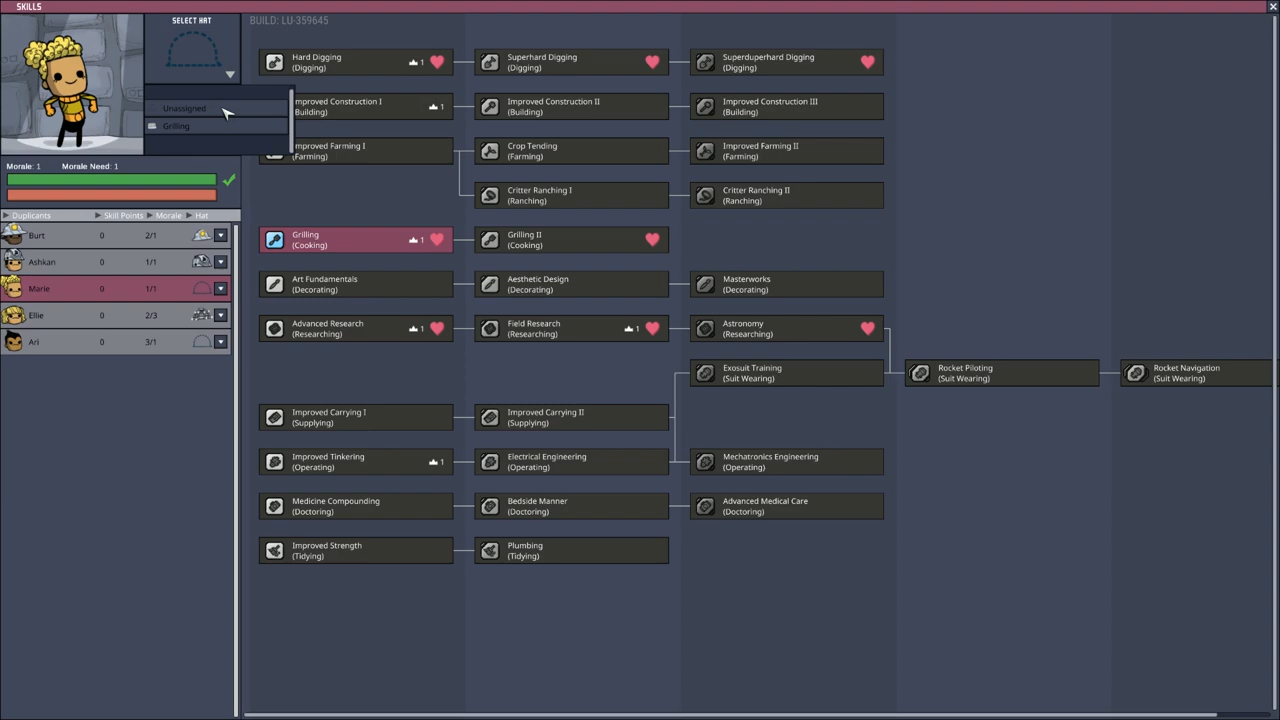 SKILLS
SELECT HAT
BUILD: LU-359645
Unassigned
Grilling
Morale: 1 Morale Need: 1
Duplicants Skill Points Morale Hat
Burt 0 2/1
Ashkan 0 1/1
Marie 0 1/1
Ellie 0 2/3
Ari 0 3/1
Hard Digging 1 Superhard Digging Superduperhard Digging
(Digging) (Digging) (Digging)
Improved Construction I 1 Improved Construction II Improved Construction III
(Building) (Building) (Building)
Improved Farming I Crop Tending Improved Farming II
(Farming) (Farming) (Farming)
Critter Ranching I Critter Ranching II
(Ranching) (Ranching)
Grilling 1 Grilling II
(Cooking) (Cooking)
Art Fundamentals Aesthetic Design Masterworks
(Decorating) (Decorating) (Decorating)
Advanced Research 1 Field Research 1 Astronomy
(Researching) (Researching) (Researching)
Exosuit Training Rocket Piloting Rocket Navigation
(Suit Wearing) (Suit Wearing) (Suit Wearing)
Improved Carrying I Improved Carrying II
(Supplying) (Supplying)
Improved Tinkering 1 Electrical Engineering Mechatronics Engineering
(Operating) (Operating) (Operating)
Medicine Compounding Bedside Manner Advanced Medical Care
(Doctoring) (Doctoring) (Doctoring)
Improved Strength Plumbing
(Tidying) (Tidying)